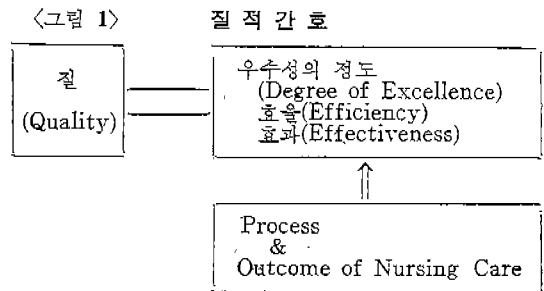 〈그림 1〉 질 적 간 호
질
(Quality)
우수성의 정도
(Degree of Excellence)
효율(Efficiency)
효과(Effectiveness)
Process
&
Outcome of Nursing Care